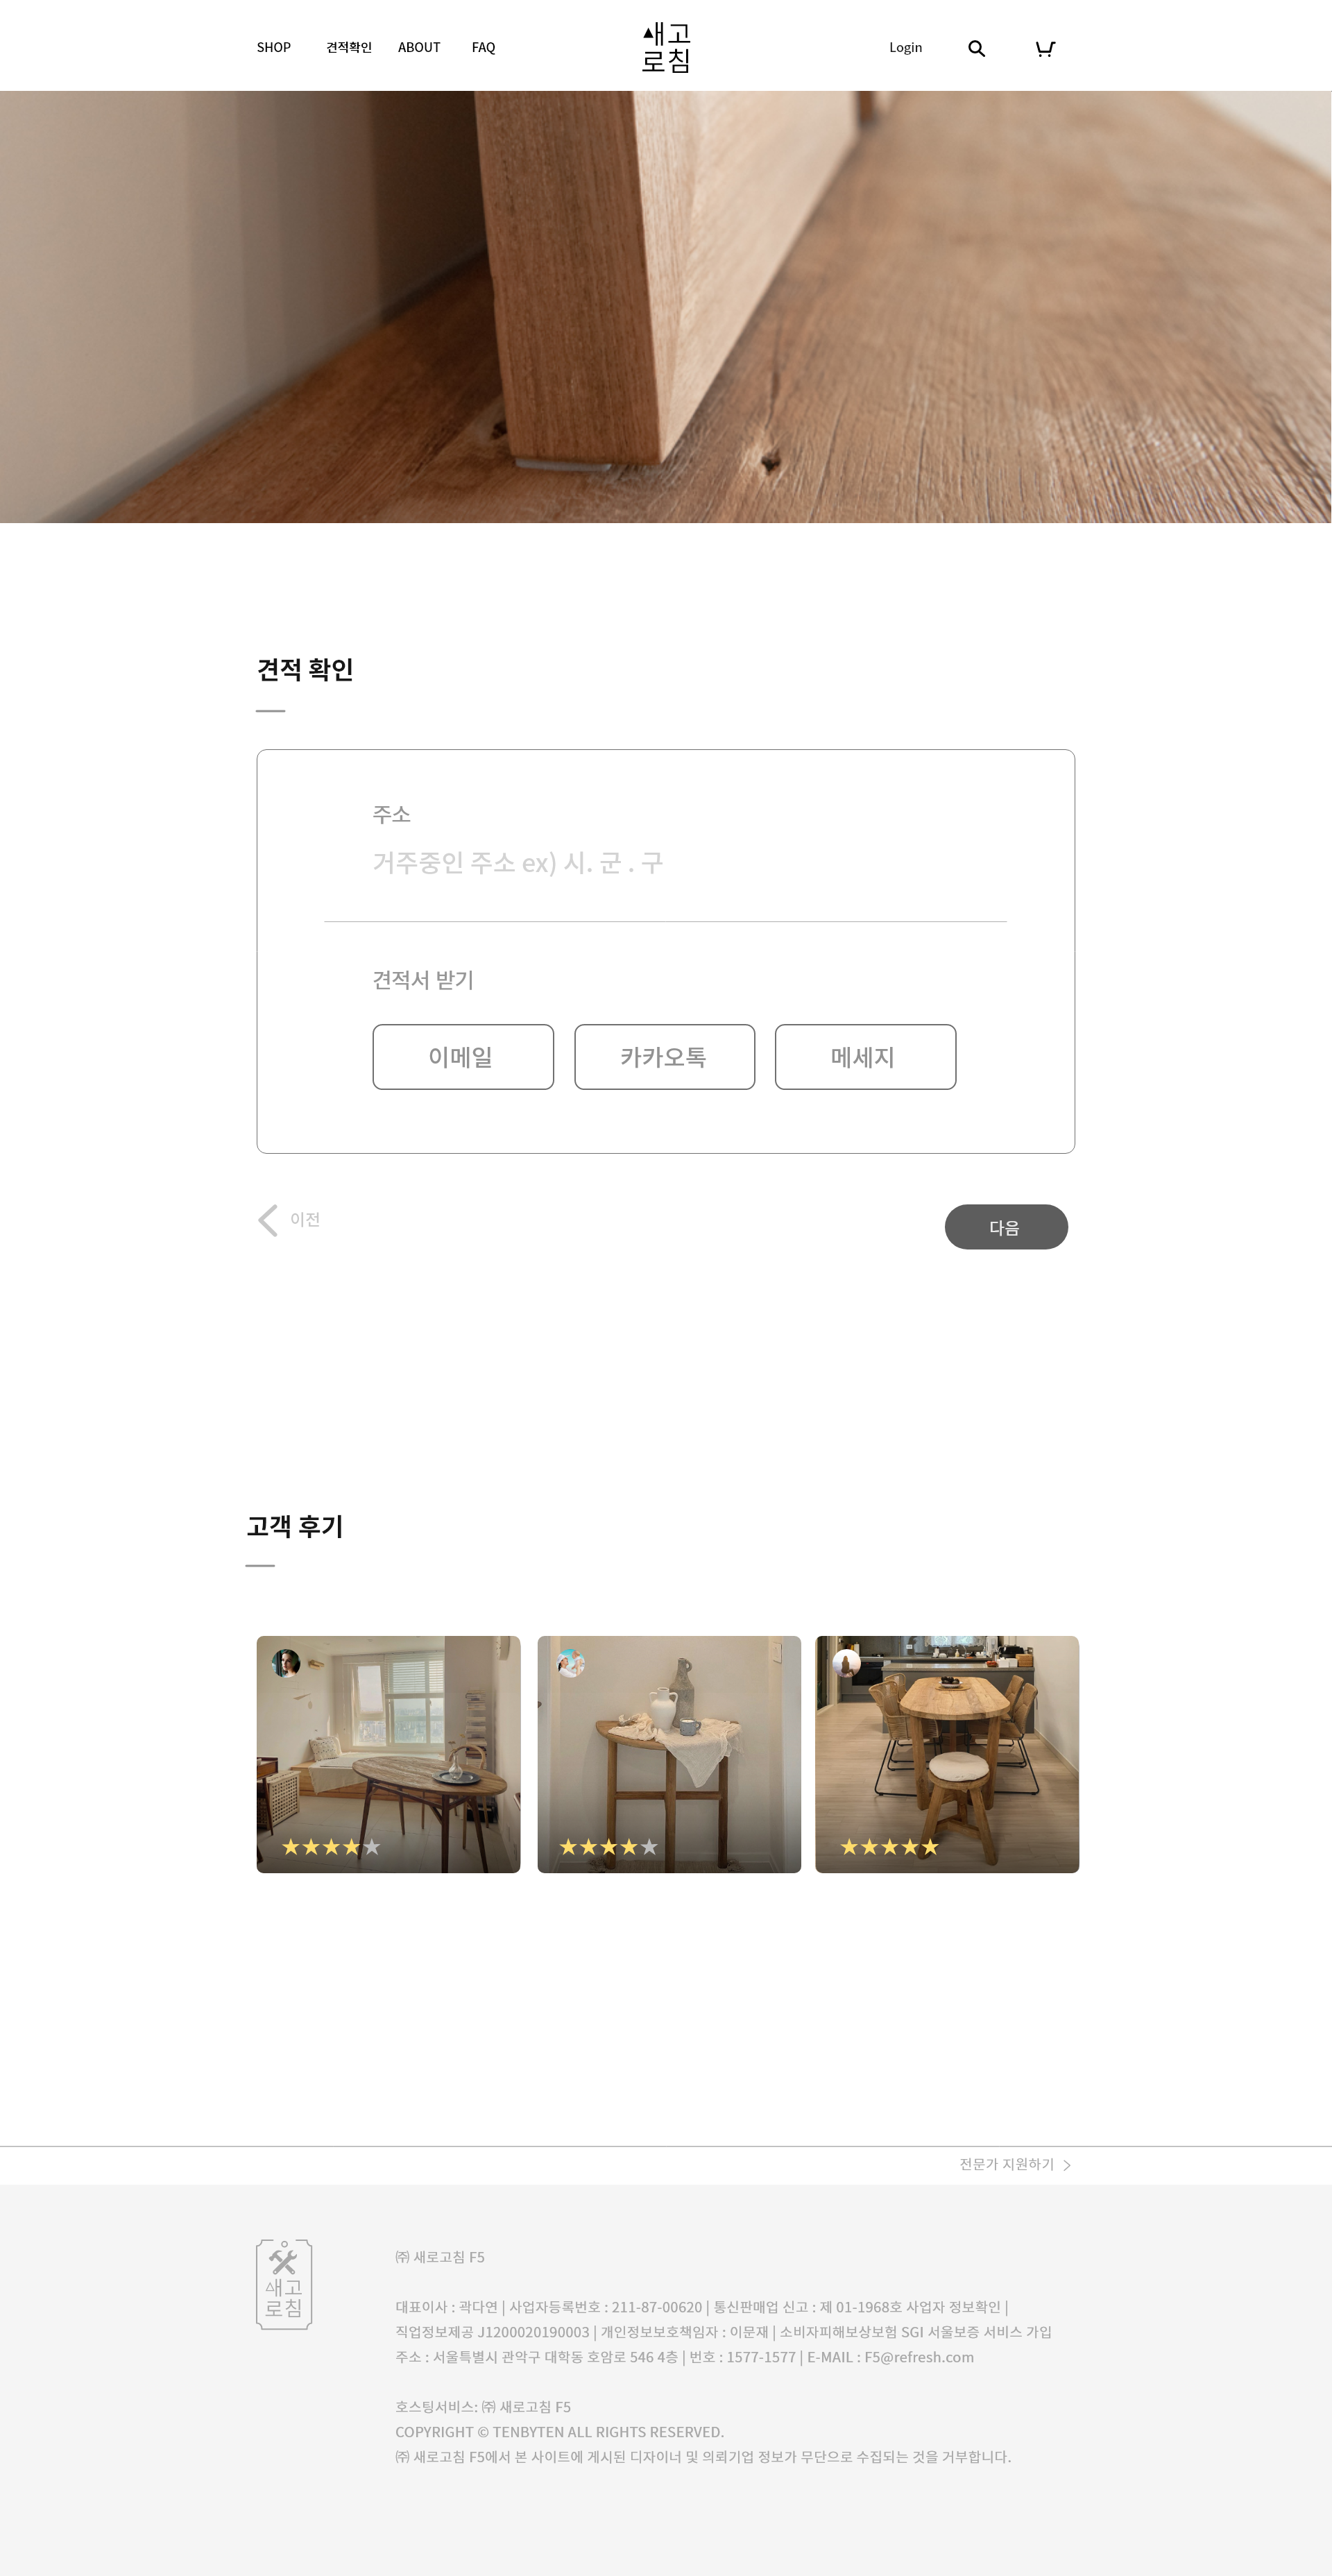 SHOP 견적확인 ABOUT FAQ
새고
로침
Login
견적 확인
주소
거주중인 주소 ex) 시. 군 . 구
견적서 받기
이메일 카카오톡 메세지
이전
다음
고객 후기
전문가 지원하기
새고
로침
㈜ 새로고침 F5
대표이사 : 곽다연 | 사업자등록번호 : 211-87-00620 | 통신판매업 신고 : 제 01-1968호 사업자 정보확인 |
직업정보제공 J1200020190003 | 개인정보보호책임자 : 이문재 | 소비자피해보상보험 SGI 서울보증 서비스 가입
주소 : 서울특별시 관악구 대학동 호암로 546 4층 | 번호 : 1577-1577 | E-MAIL : F5@refresh.com
호스팅서비스: ㈜ 새로고침 F5
COPYRIGHT © TENBYTEN ALL RIGHTS RESERVED.
㈜ 새로고침 F5에서 본 사이트에 게시된 디자이너 및 의뢰기업 정보가 무단으로 수집되는 것을 거부합니다.